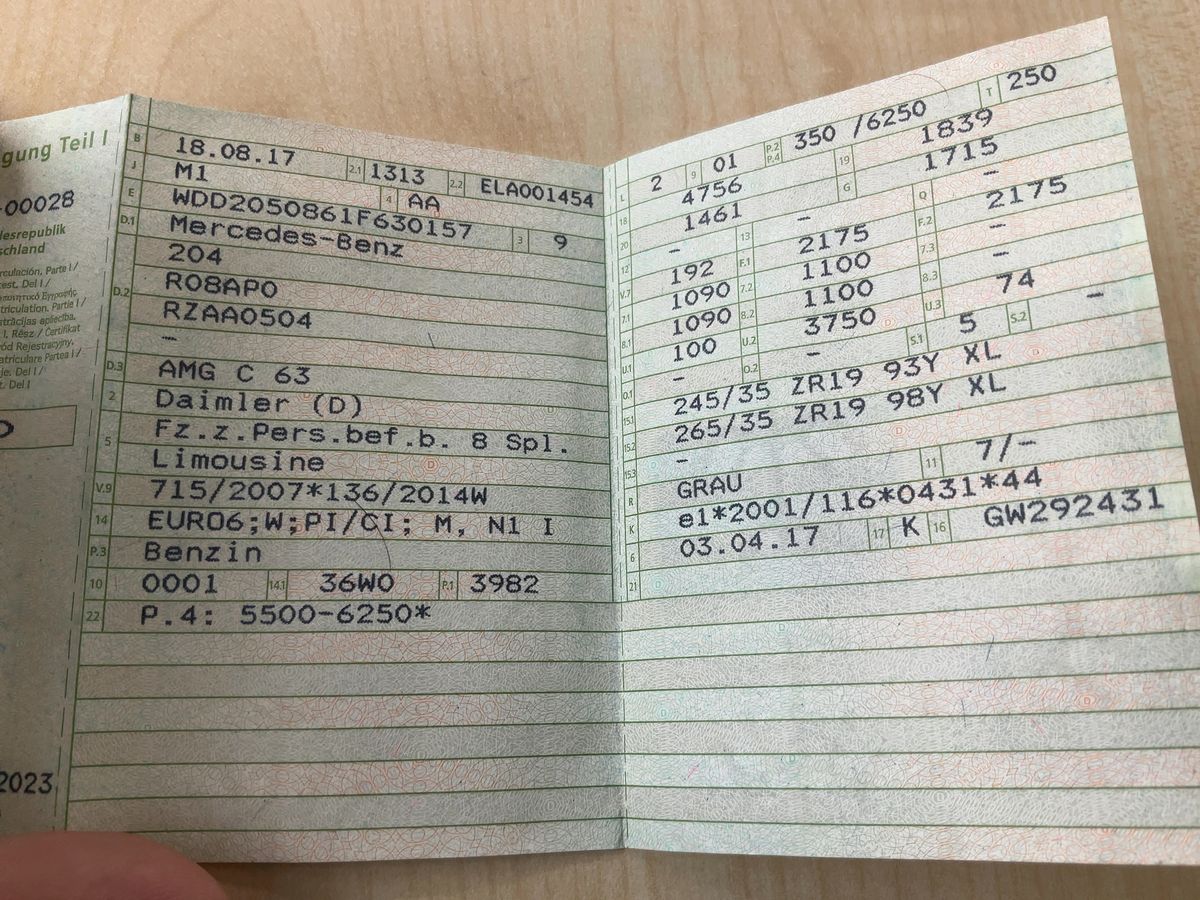 gung Teil I
-00028
desrepublik
schland
2023
B 18.08.17 2.1 1313 2.2 ELA001454
J M1 4 AA
E WDD2050861F630157 3 9
D.1 Mercedes-Benz
204
D.2 R08AP0
RZAA0504
–
D.3 AMG C 63
2 Daimler (D)
5 Fz.z.Pers.bef.b. 8 Spl.
Limousine
V.9 715/2007*136/2014W
14 EURO6;W;PI/CI; M, N1 I
P.3 Benzin
10 0001 14.1 36W0 P.1 3982
22 P.4: 5500-6250*
L 2 9 01 P.2 P.4 350 /6250 T 250
18 4756 19 1839
20 1461 – G 1715
12 – 13 2175 Q –
V.7 192 F.1 2175 F.2 2175
7.1 1090 7.2 1100 7.3 –
8.1 1090 8.2 1100 8.3 –
U.1 100 U.2 3750 U.3 74
O.1 – O.2 – S.1 5 S.2 –
15.1 245/35 ZR19 93Y XL
15.2 265/35 ZR19 98Y XL
15.3 –
R GRAU 11 7/–
K e1*2001/116*0431*44
6 03.04.17 17 K 16 GW292431
21